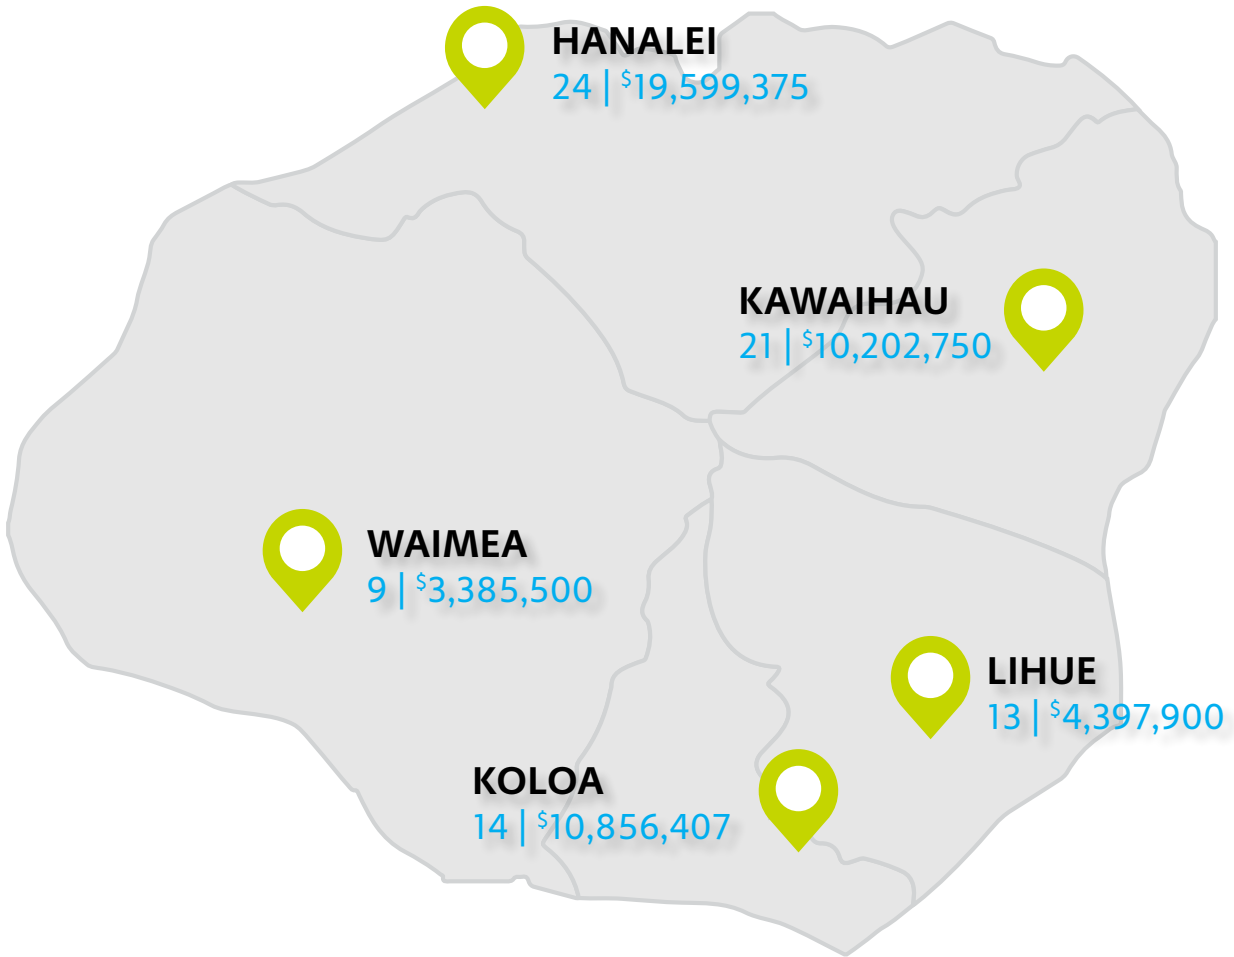 HANALEI
24 | $19,599,375
KAWAIHAU
21 | $10,202,750
WAIMEA
9 | $3,385,500
LIHUE
13 | $4,397,900
KOLOA
14 | $10,856,407